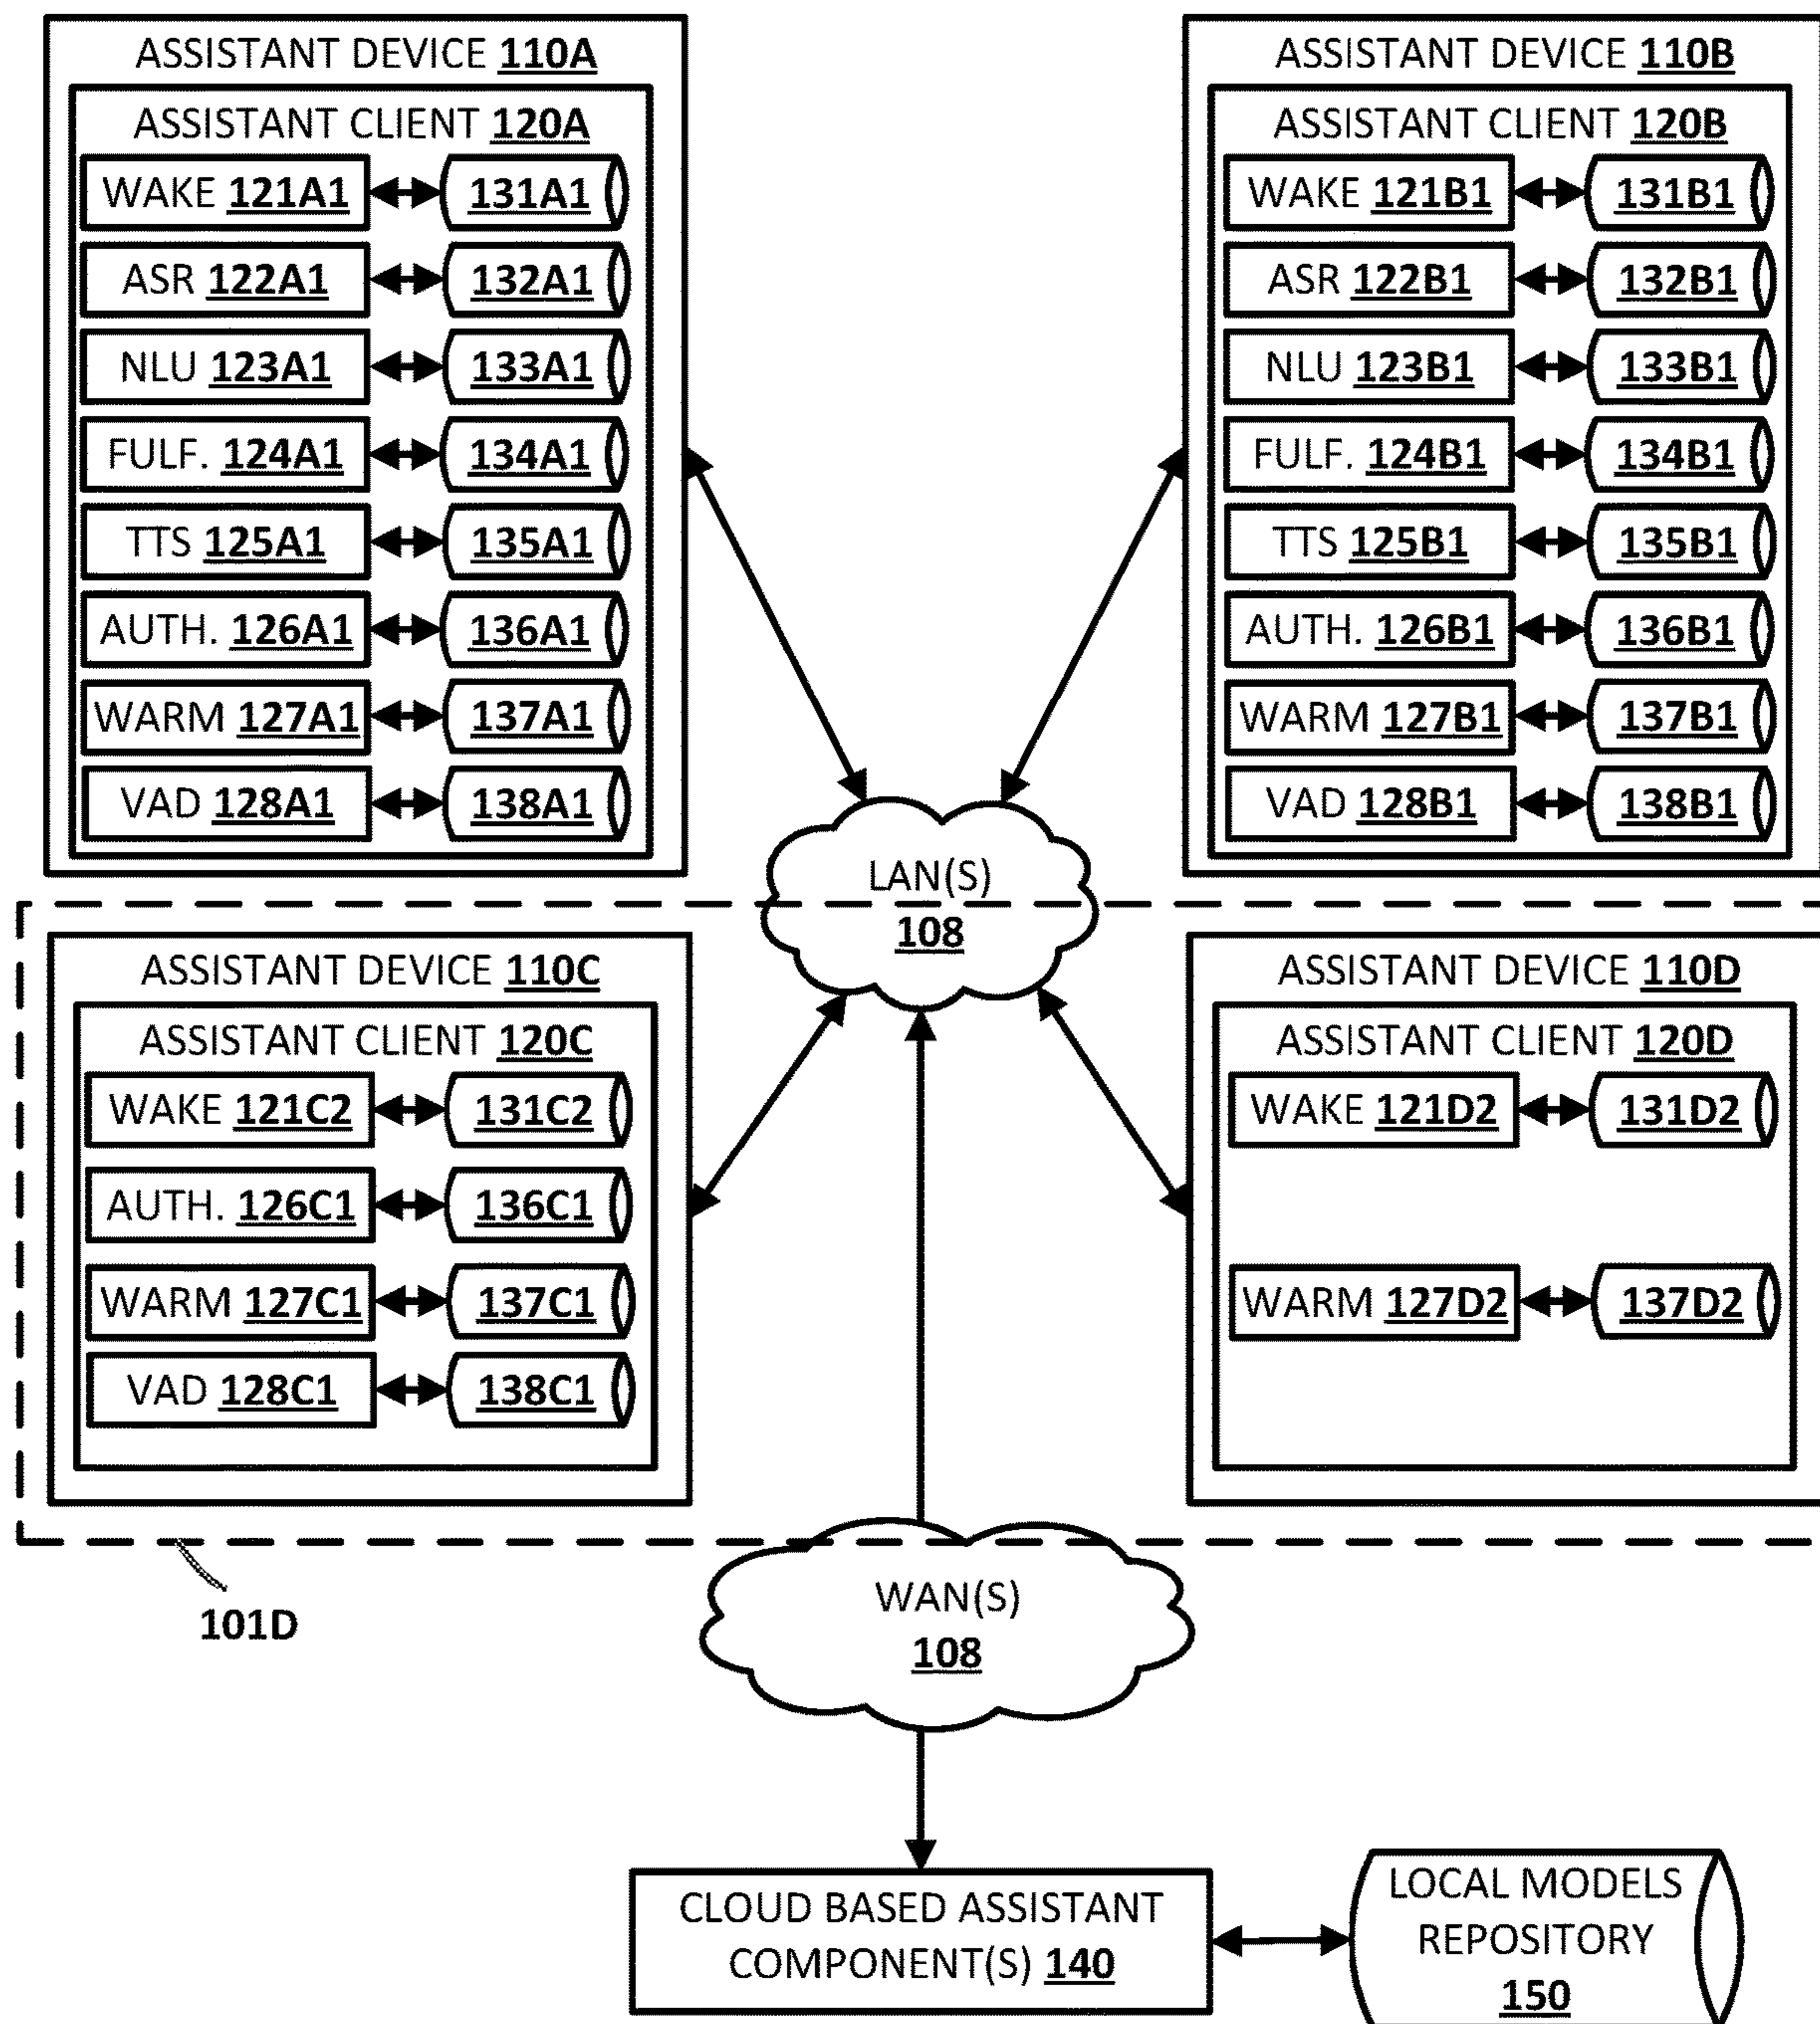 ASSISTANT DEVICE 110A
ASSISTANT CLIENT 120A
WAKE 121A1 131A1
ASR 122A1 132A1
NLU 123A1 133A1
FULF. 124A1 134A1
TTS 125A1 135A1
AUTH. 126A1 136A1
WARM 127A1 137A1
VAD 128A1 138A1
ASSISTANT DEVICE 110B
ASSISTANT CLIENT 120B
WAKE 121B1 131B1
ASR 122B1 132B1
NLU 123B1 133B1
FULF. 124B1 134B1
TTS 125B1 135B1
AUTH. 126B1 136B1
WARM 127B1 137B1
VAD 128B1 138B1
LAN(S)
108
ASSISTANT DEVICE 110C
ASSISTANT CLIENT 120C
WAKE 121C2 131C2
AUTH. 126C1 136C1
WARM 127C1 137C1
VAD 128C1 138C1
ASSISTANT DEVICE 110D
ASSISTANT CLIENT 120D
WAKE 121D2 131D2
WARM 127D2 137D2
101D
WAN(S)
108
CLOUD BASED ASSISTANT
COMPONENT(S) 140
LOCAL MODELS
REPOSITORY
150